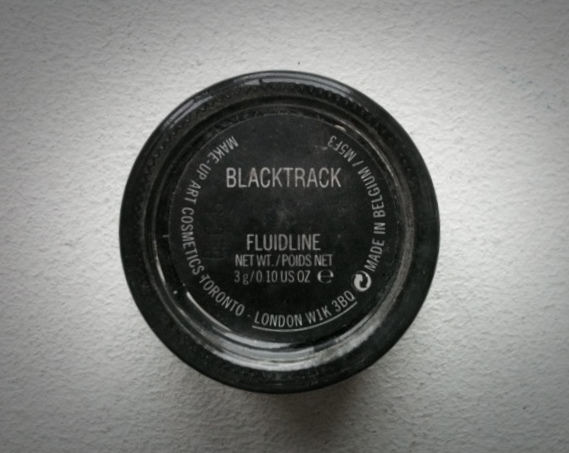 BLACKTRACK
FLUIDLINE
NET WT./POIDS NET
3 g/0.10 US OZ ℮
MAKE-UP ART COSMETICS TORONTO - LONDON W1K 3BQ
MADE IN BELGIUM / M5F3